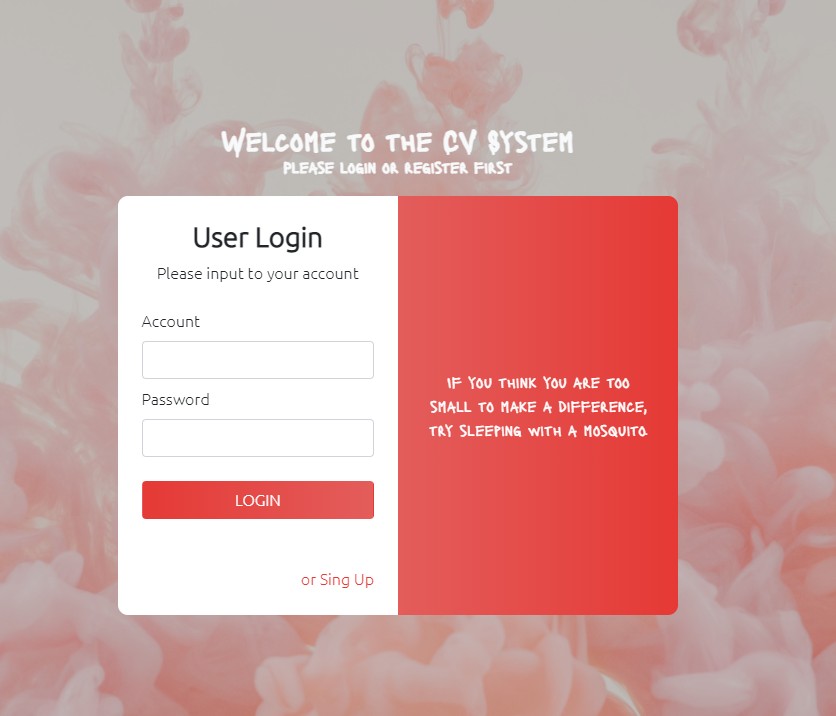 Welcome to the CV System
please login or register first
User Login
Please input to your account
Account
Password
LOGIN
or Sing Up
If you think you are too
small to make a difference,
try sleeping with a mosquito.